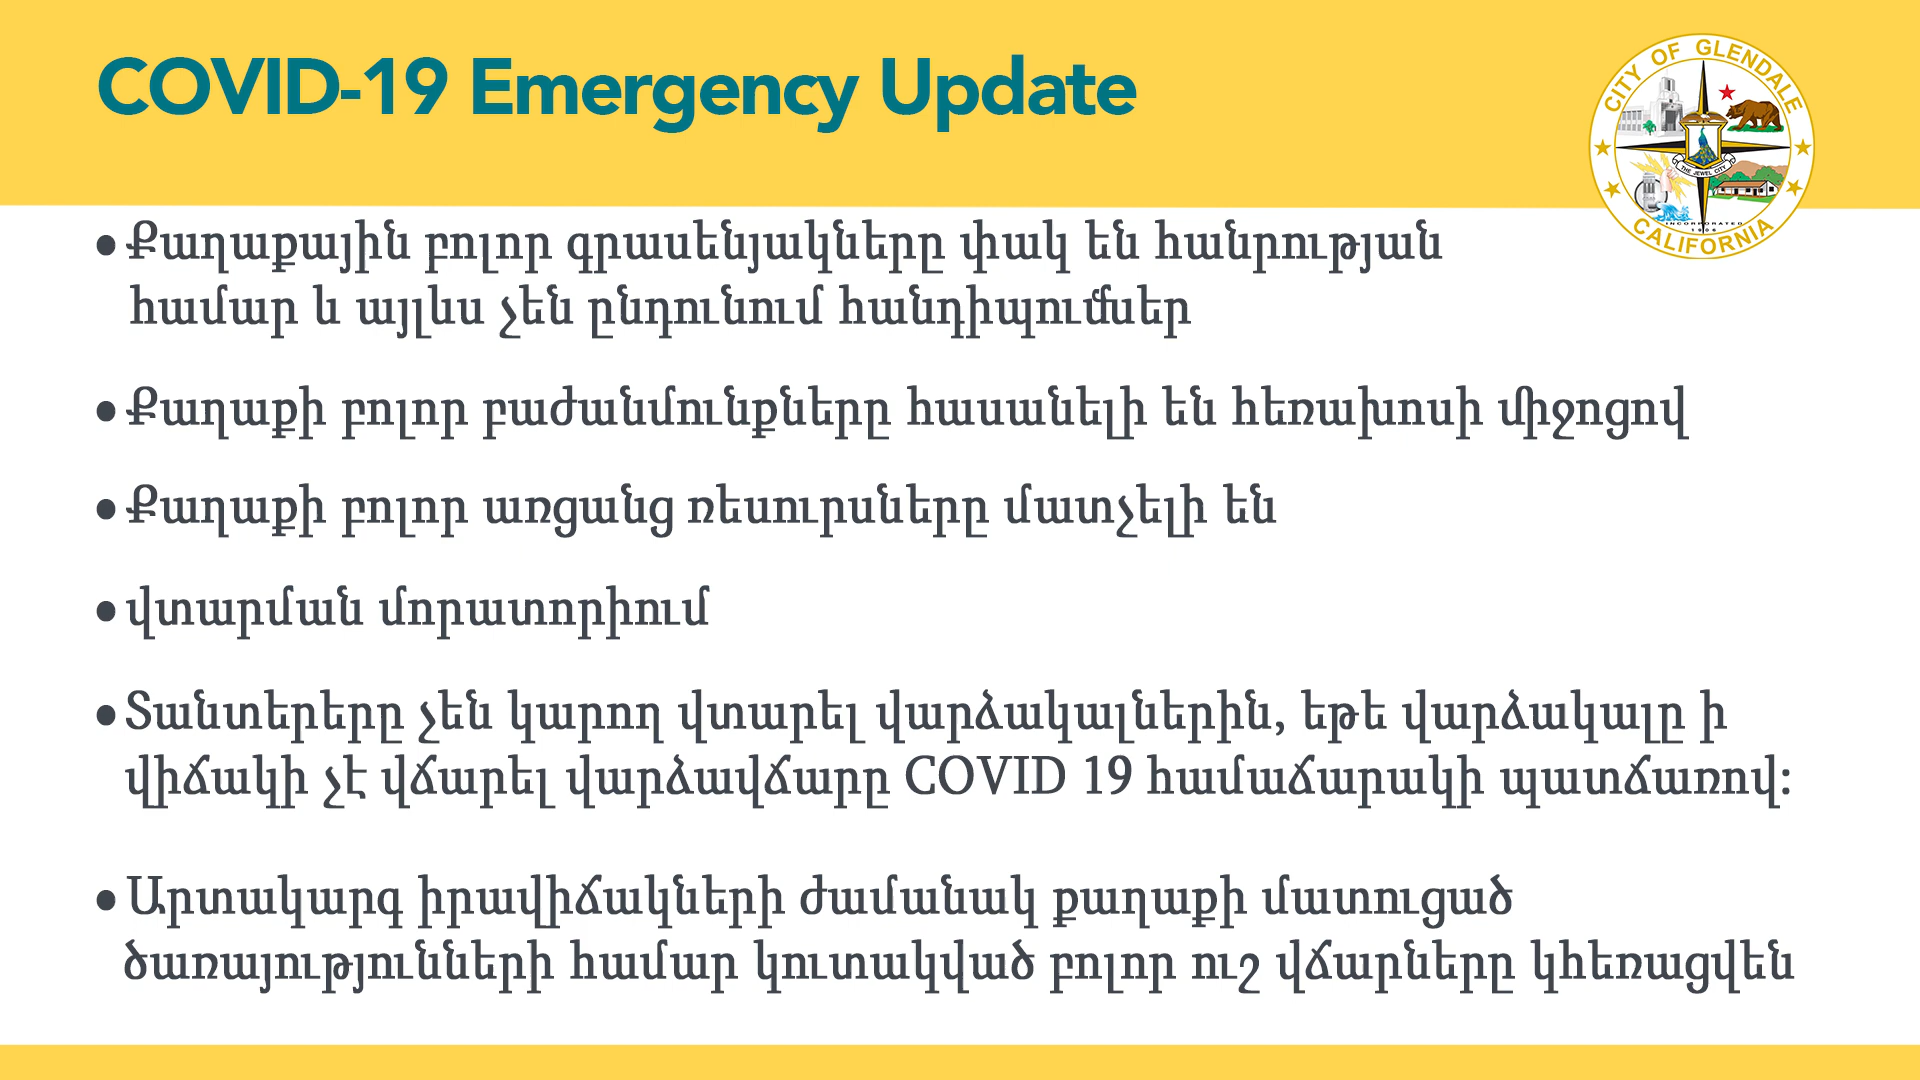 COVID-19 Emergency Update
CITY OF GLENDALE
THE JEWEL CITY
INCORPORATED
1906
CALIFORNIA
•Քաղաքային բոլոր գրասենյակները փակ են հանրության
համար և այլևս չեն ընդունում հանդիպումներ
•Քաղաքի բոլոր բաժանմունքները հասանելի են հեռախոսի միջոցով
•Քաղաքի բոլոր առցանց ռեսուրսները մատչելի են
•վտարման մորատորիում
•Տանտերերը չեն կարող վտարել վարձակալներին, եթե վարձակալը ի
վիճակի չէ վճարել վարձավճարը COVID 19 համաճարակի պատճառով:
•Արտակարգ իրավիճակների ժամանակ քաղաքի մատուցած
ծառայությունների համար կուտակված բոլոր ուշ վճարները կհեռացվեն